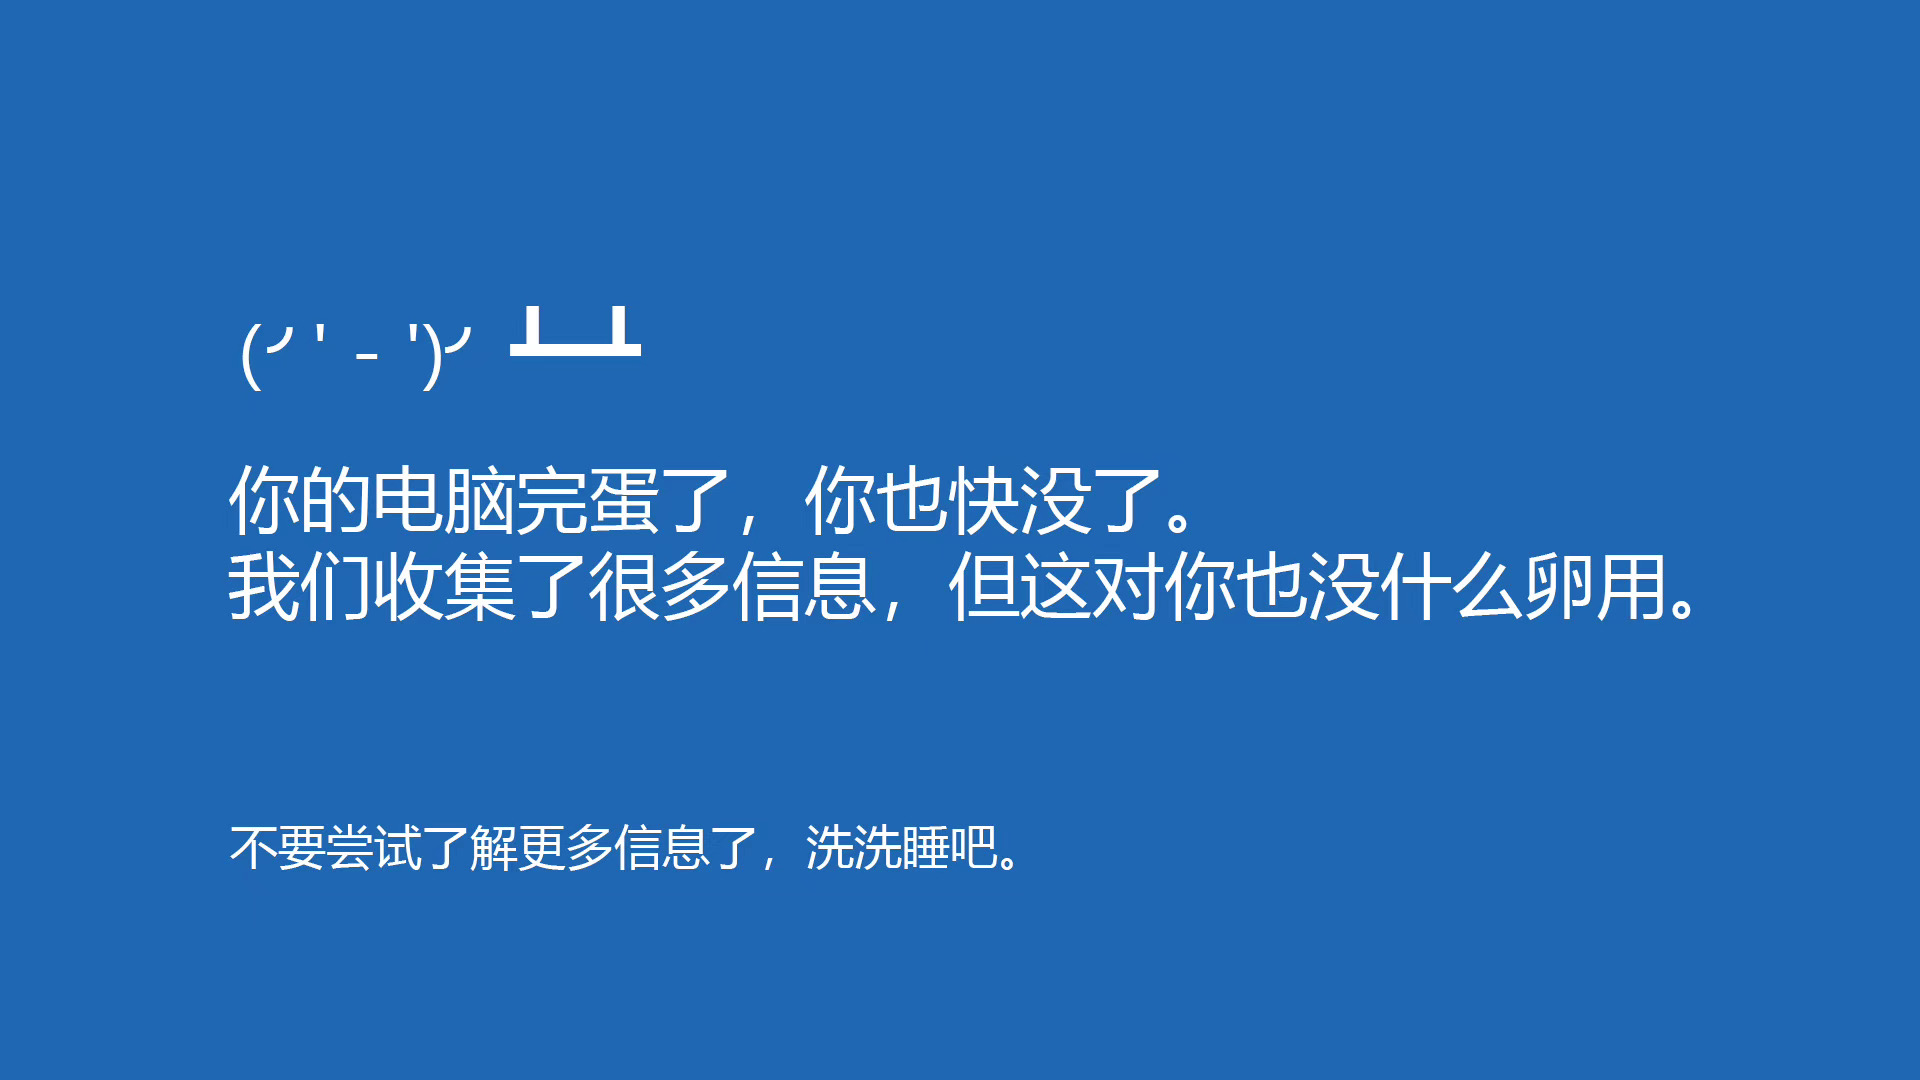 (╯' - ')╯ ┻━┻
你的电脑完蛋了，你也快没了。
我们收集了很多信息，但这对你也没什么卵用。
不要尝试了解更多信息了，洗洗睡吧。